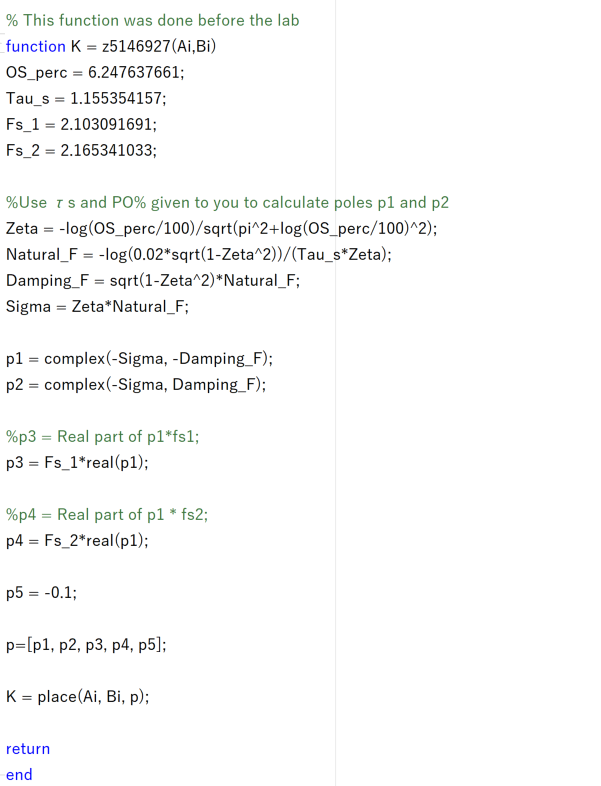 % This function was done before the lab
function K = z5146927(Ai,Bi)
OS_perc = 6.247637661;
Tau_s = 1.155354157;
Fs_1 = 2.103091691;
Fs_2 = 2.165341033;
%Use τ s and PO% given to you to calculate poles p1 and p2
Zeta = -log(OS_perc/100)/sqrt(pi^2+log(OS_perc/100)^2);
Natural_F = -log(0.02*sqrt(1-Zeta^2))/(Tau_s*Zeta);
Damping_F = sqrt(1-Zeta^2)*Natural_F;
Sigma = Zeta*Natural_F;
p1 = complex(-Sigma, -Damping_F);
p2 = complex(-Sigma, Damping_F);
%p3 = Real part of p1*fs1;
p3 = Fs_1*real(p1);
%p4 = Real part of p1 * fs2;
p4 = Fs_2*real(p1);
p5 = -0.1;
p=[p1, p2, p3, p4, p5];
K = place(Ai, Bi, p);
return
end